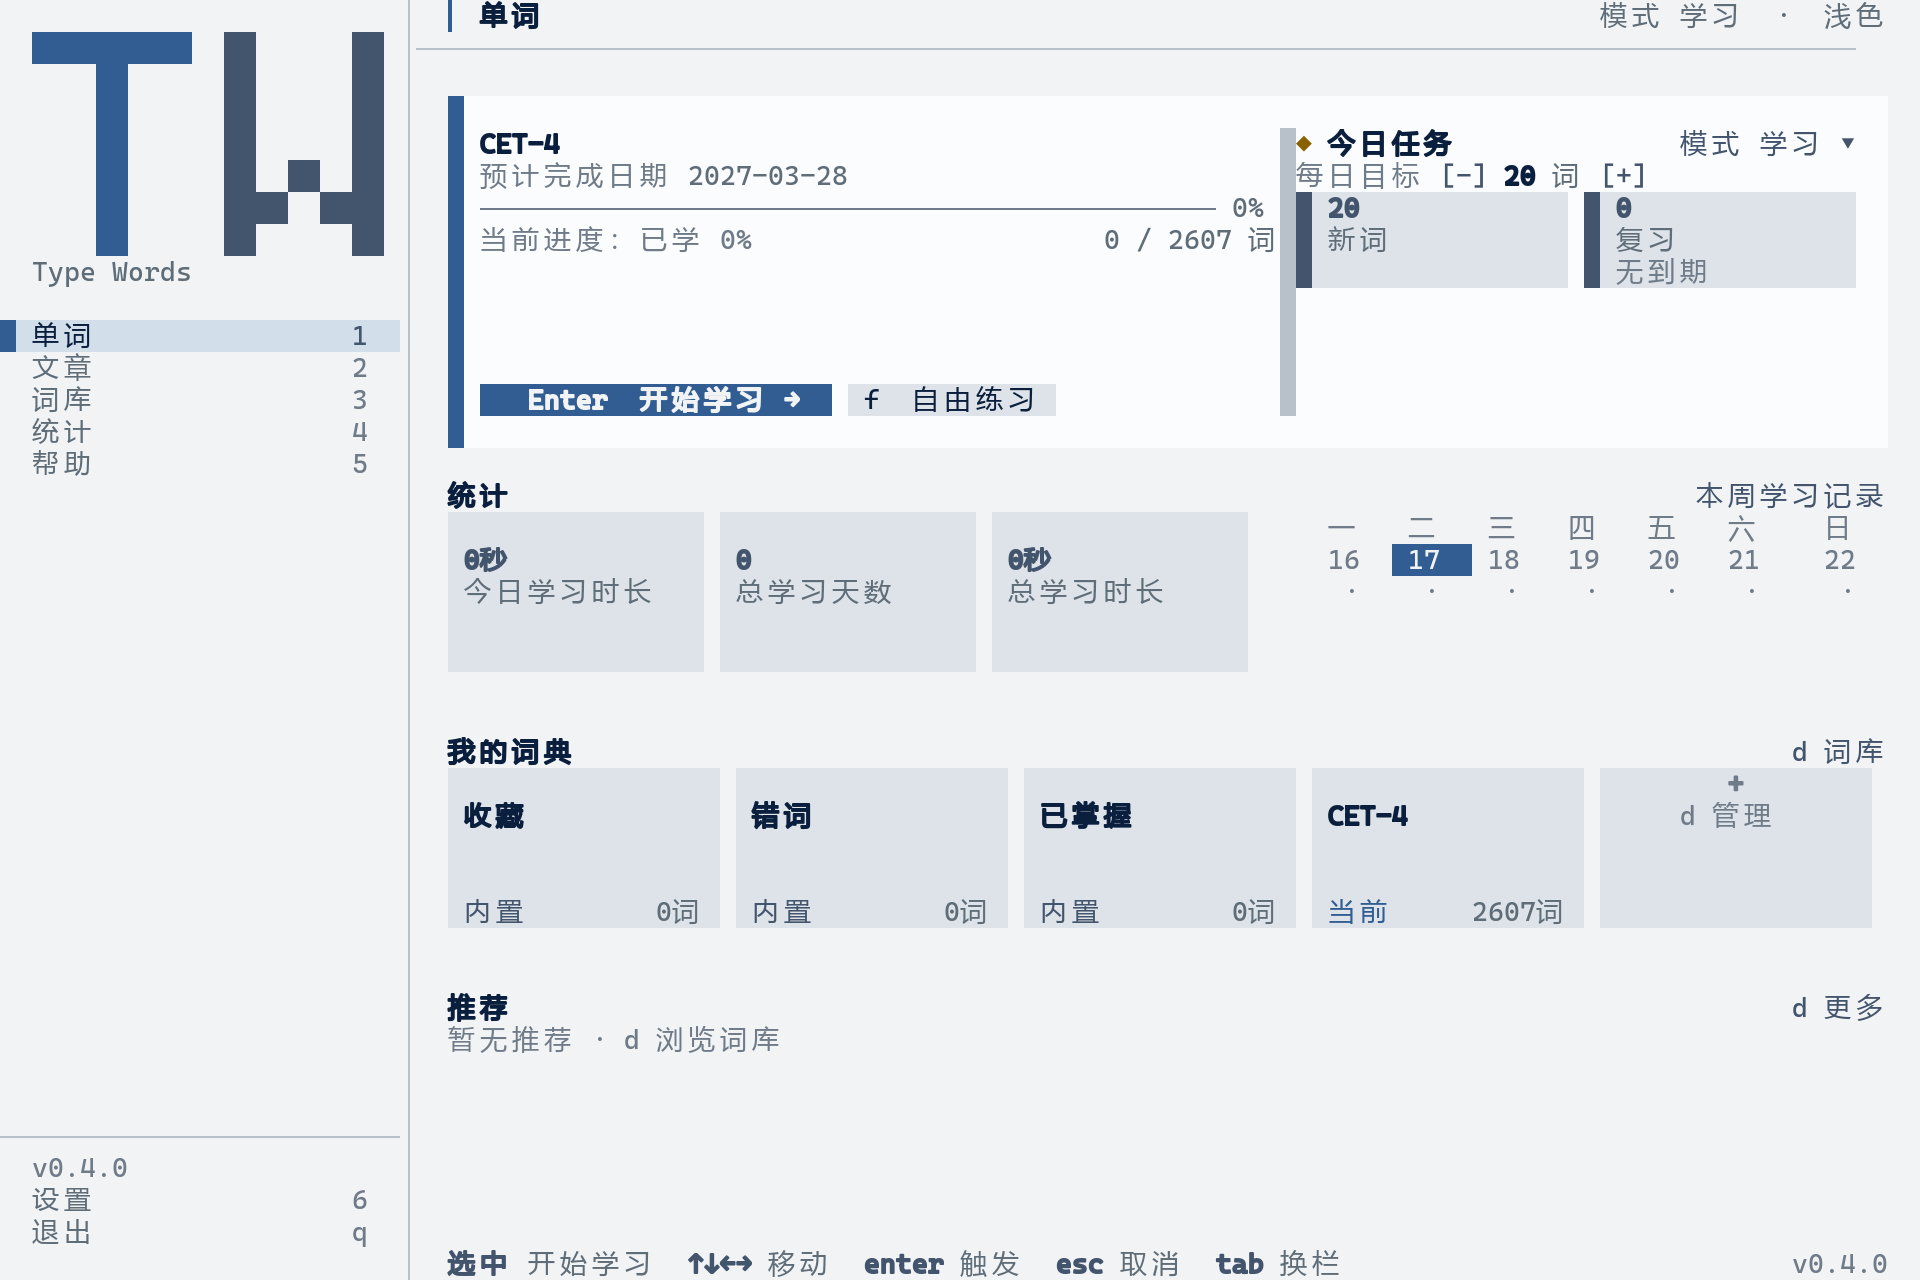 TW
Type Words
单词 1
文章 2
词库 3
统计 4
帮助 5
v0.4.0
设置 6
退出 q
单词 模式 学习 · 浅色
CET-4
预计完成日期 2027-03-28
0%
当前进度: 已学 0% 0 / 2607 词
Enter 开始学习 → f 自由练习
◆ 今日任务 模式 学习 ▼
每日目标 [-] 20 词 [+]
20
新词
0
复习
无到期
统计
0秒
今日学习时长
0
总学习天数
0秒
总学习时长
本周学习记录
一 二 三 四 五 六 日
16 17 18 19 20 21 22
· · · · · · ·
我的词典 d 词库
收藏
内置 0词
错词
内置 0词
已掌握
内置 0词
CET-4
当前 2607词
+
d 管理
推荐 d 更多
暂无推荐 · d 浏览词库
选中 开始学习 ↑↓←→ 移动 enter 触发 esc 取消 tab 换栏 v0.4.0